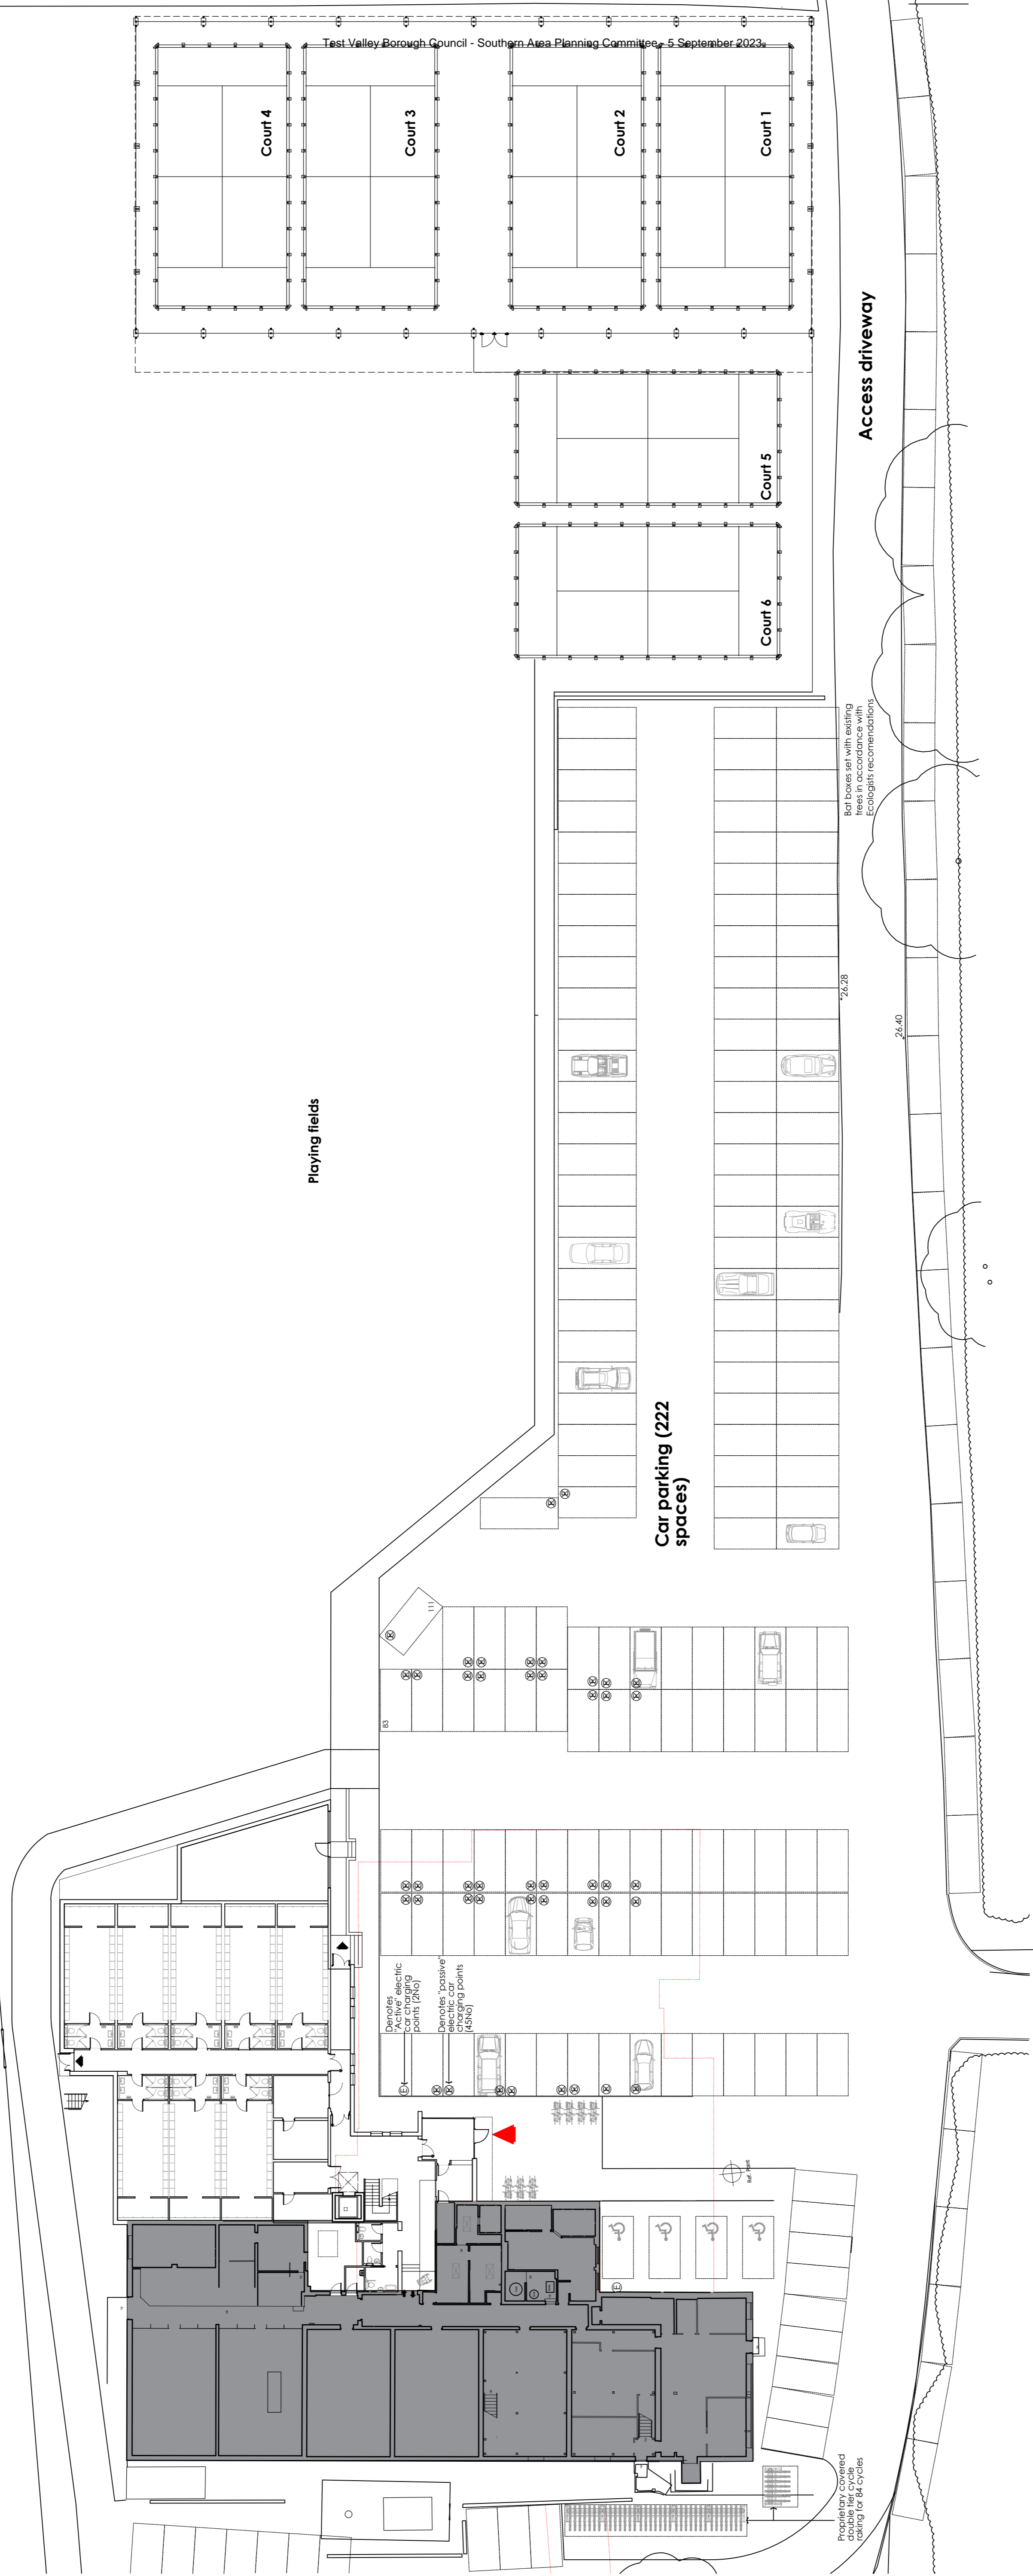 Test Valley Borough Council - Southern Area Planning Committee - 5 September 2023
Court 4
Court 3
Court 2
Court 1
Access driveway
Court 5
Court 6
Bat boxes set with existing
trees in accordance with
Ecologists recomendations
26.28
26.40
Playing fields
Car parking (222
spaces)
111
83
Denotes
"Active" electric
car charging
points (2No)
Denotes "passive"
electric car
charging points
(45No)
E
Ref. Point
E
Proprietary covered
double tier cycle
raking for 84 cycles